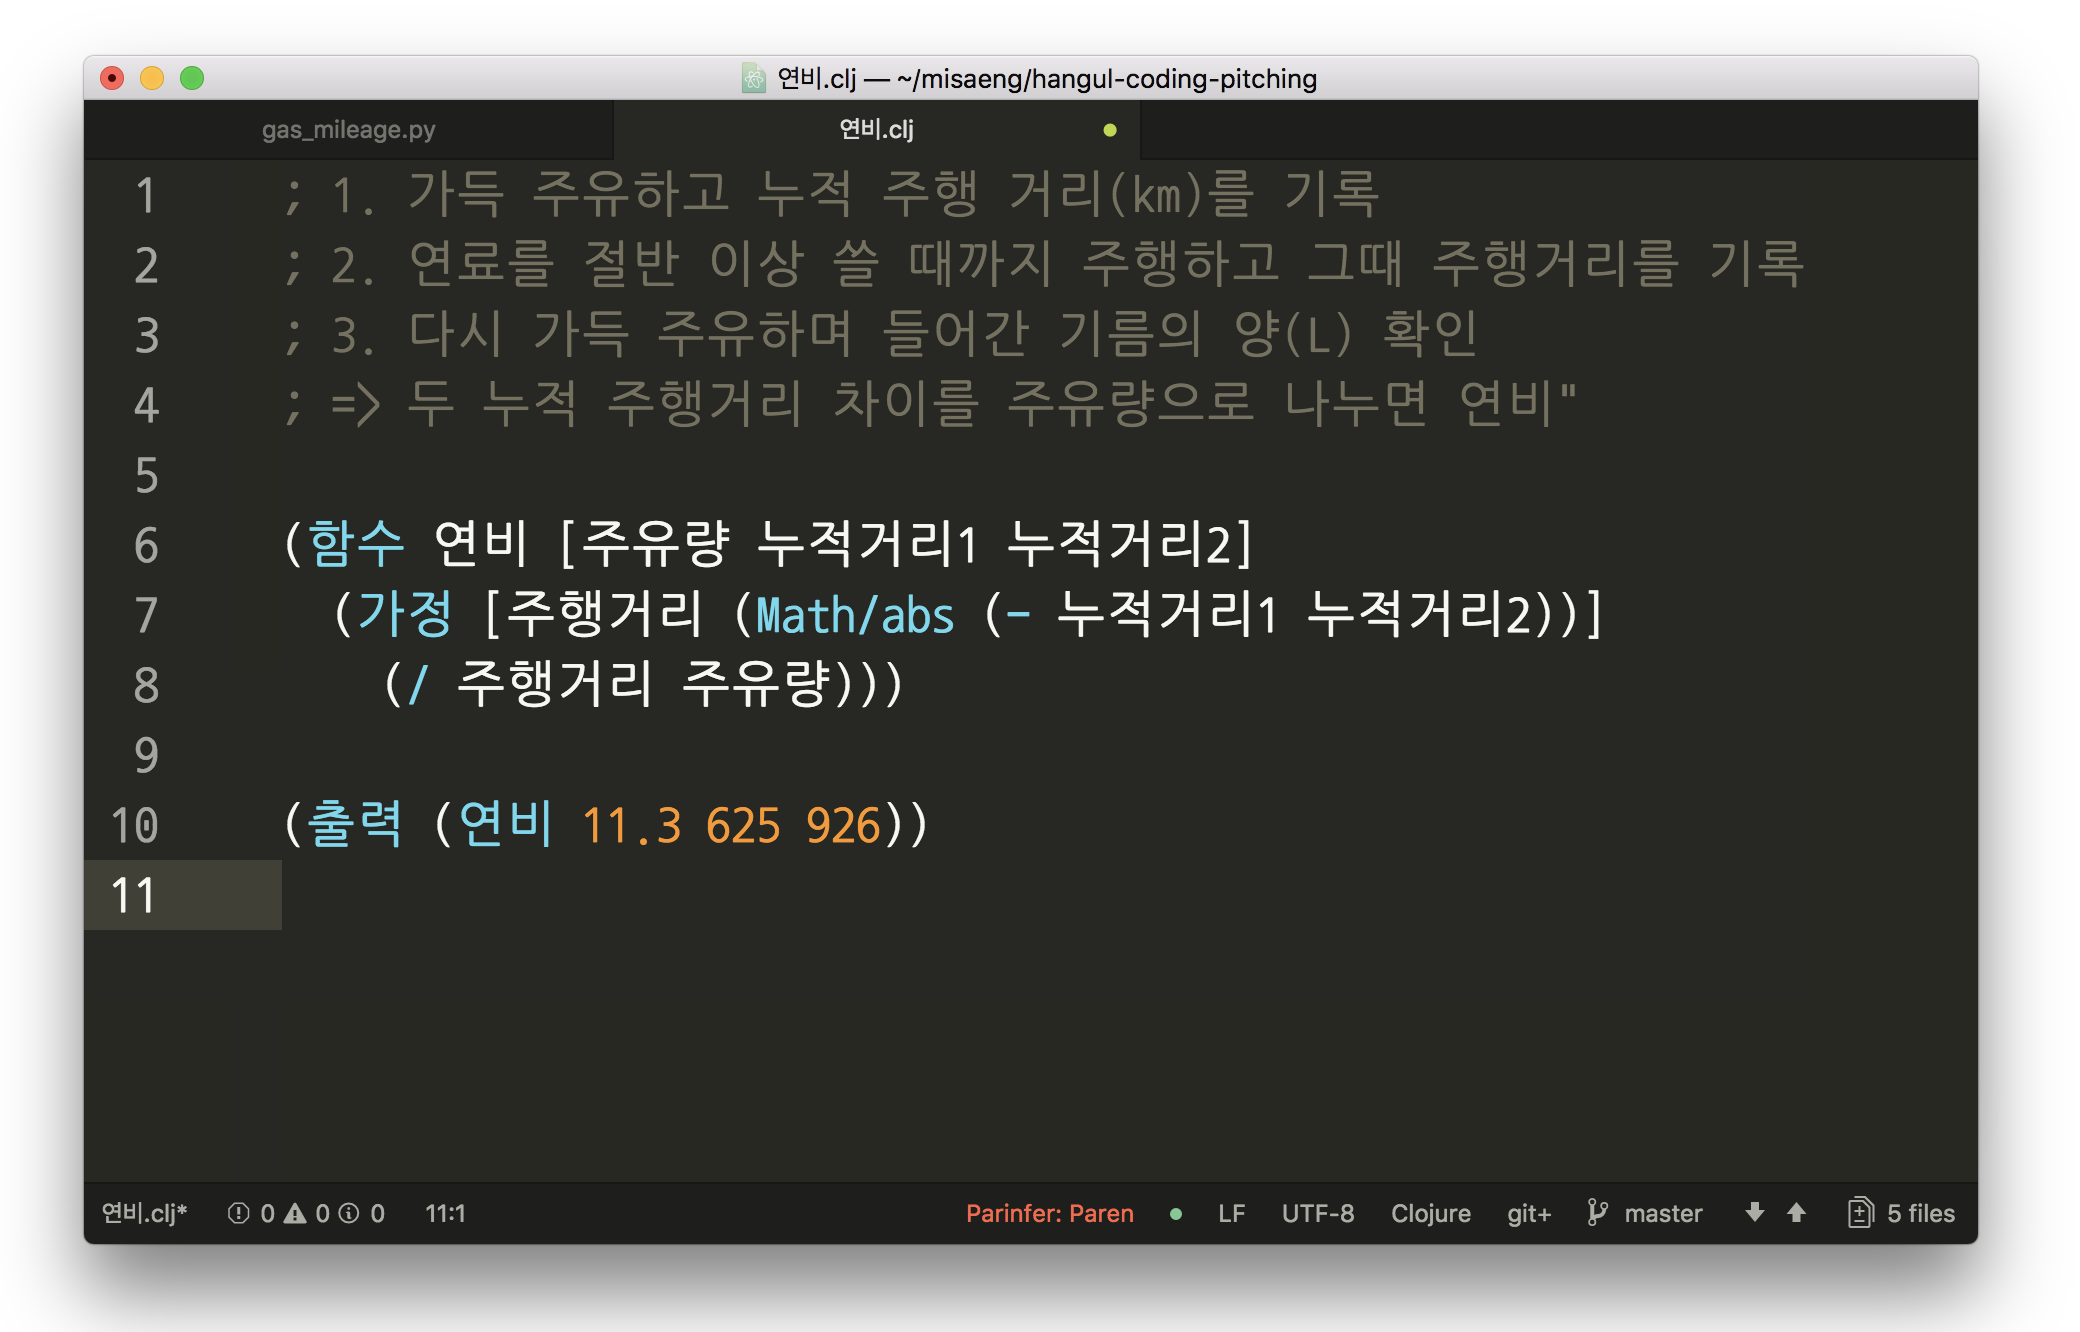 연비.clj — ~/misaeng/hangul-coding-pitching
gas_mileage.py
연비.clj
1 ; 1. 가득 주유하고 누적 주행 거리(km)를 기록
2 ; 2. 연료를 절반 이상 쓸 때까지 주행하고 그때 주행거리를 기록
3 ; 3. 다시 가득 주유하며 들어간 기름의 양(L) 확인
4 ; => 두 누적 주행거리 차이를 주유량으로 나누면 연비"
5
6 (함수 연비 [주유량 누적거리1 누적거리2]
7   (가정 [주행거리 (Math/abs (- 누적거리1 누적거리2))]
8     (/ 주행거리 주유량)))
9
10 (출력 (연비 11.3 625 926))
11
연비.clj* 0 0 0 11:1 Parinfer: Paren LF UTF-8 Clojure git+ master 5 files